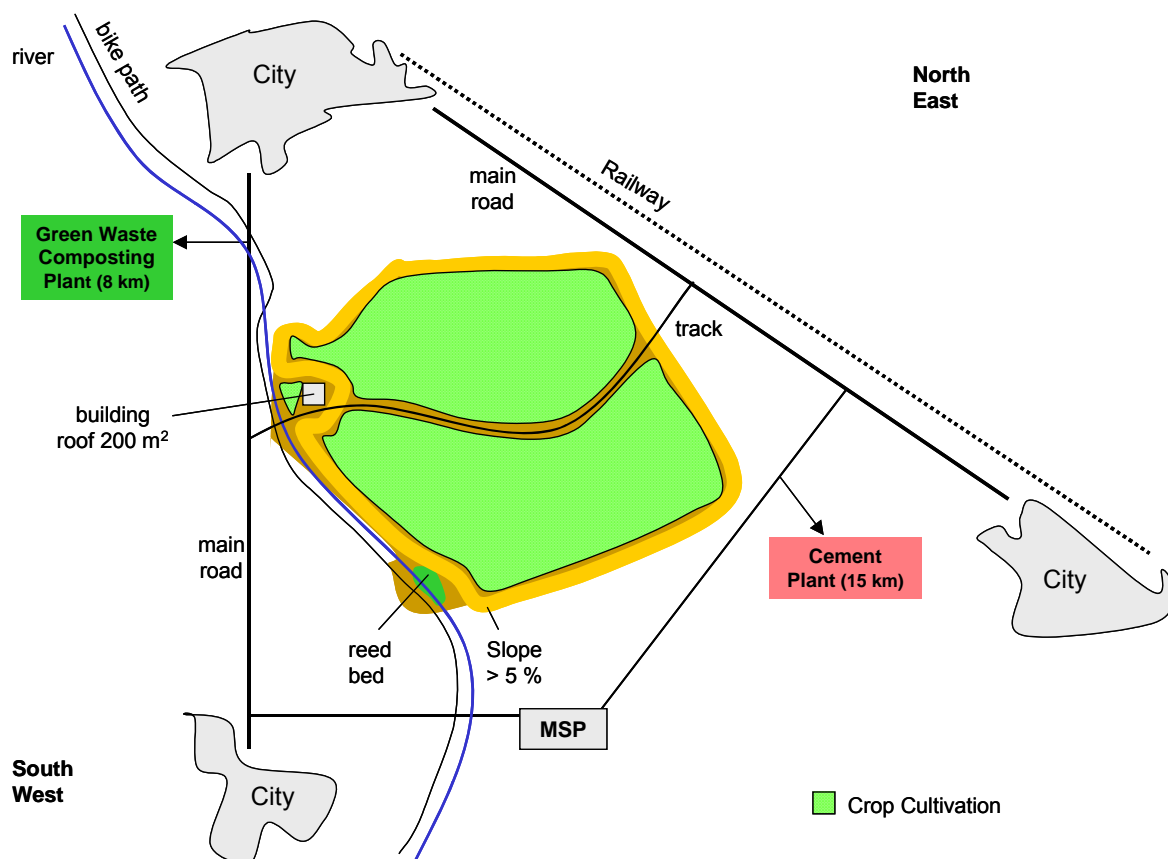 river
bike path
City
North
East
main
road
Railway
Green Waste
Composting
Plant (8 km)
track
building
roof 200 m²
main
road
Cement
Plant (15 km)
City
reed
bed
Slope
> 5 %
MSP
South
West
City
Crop Cultivation